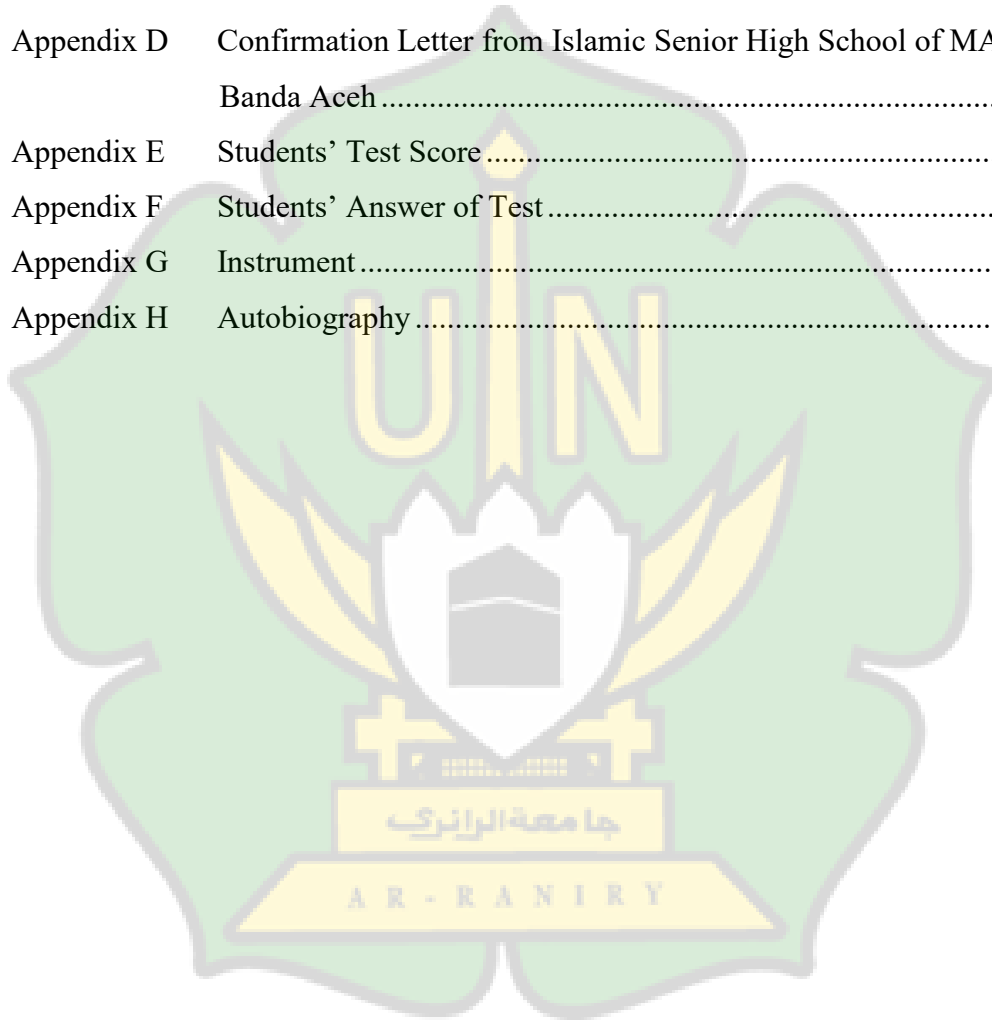 Appendix D Confirmation Letter from Islamic Senior High School of MA
Banda Aceh ................................................................
Appendix E Students’ Test Score ................................................................
Appendix F Students’ Answer of Test ................................................................
Appendix G Instrument ................................................................
Appendix H Autobiography ................................................................
UIN
جامعة الرانري
AR-RANIRY